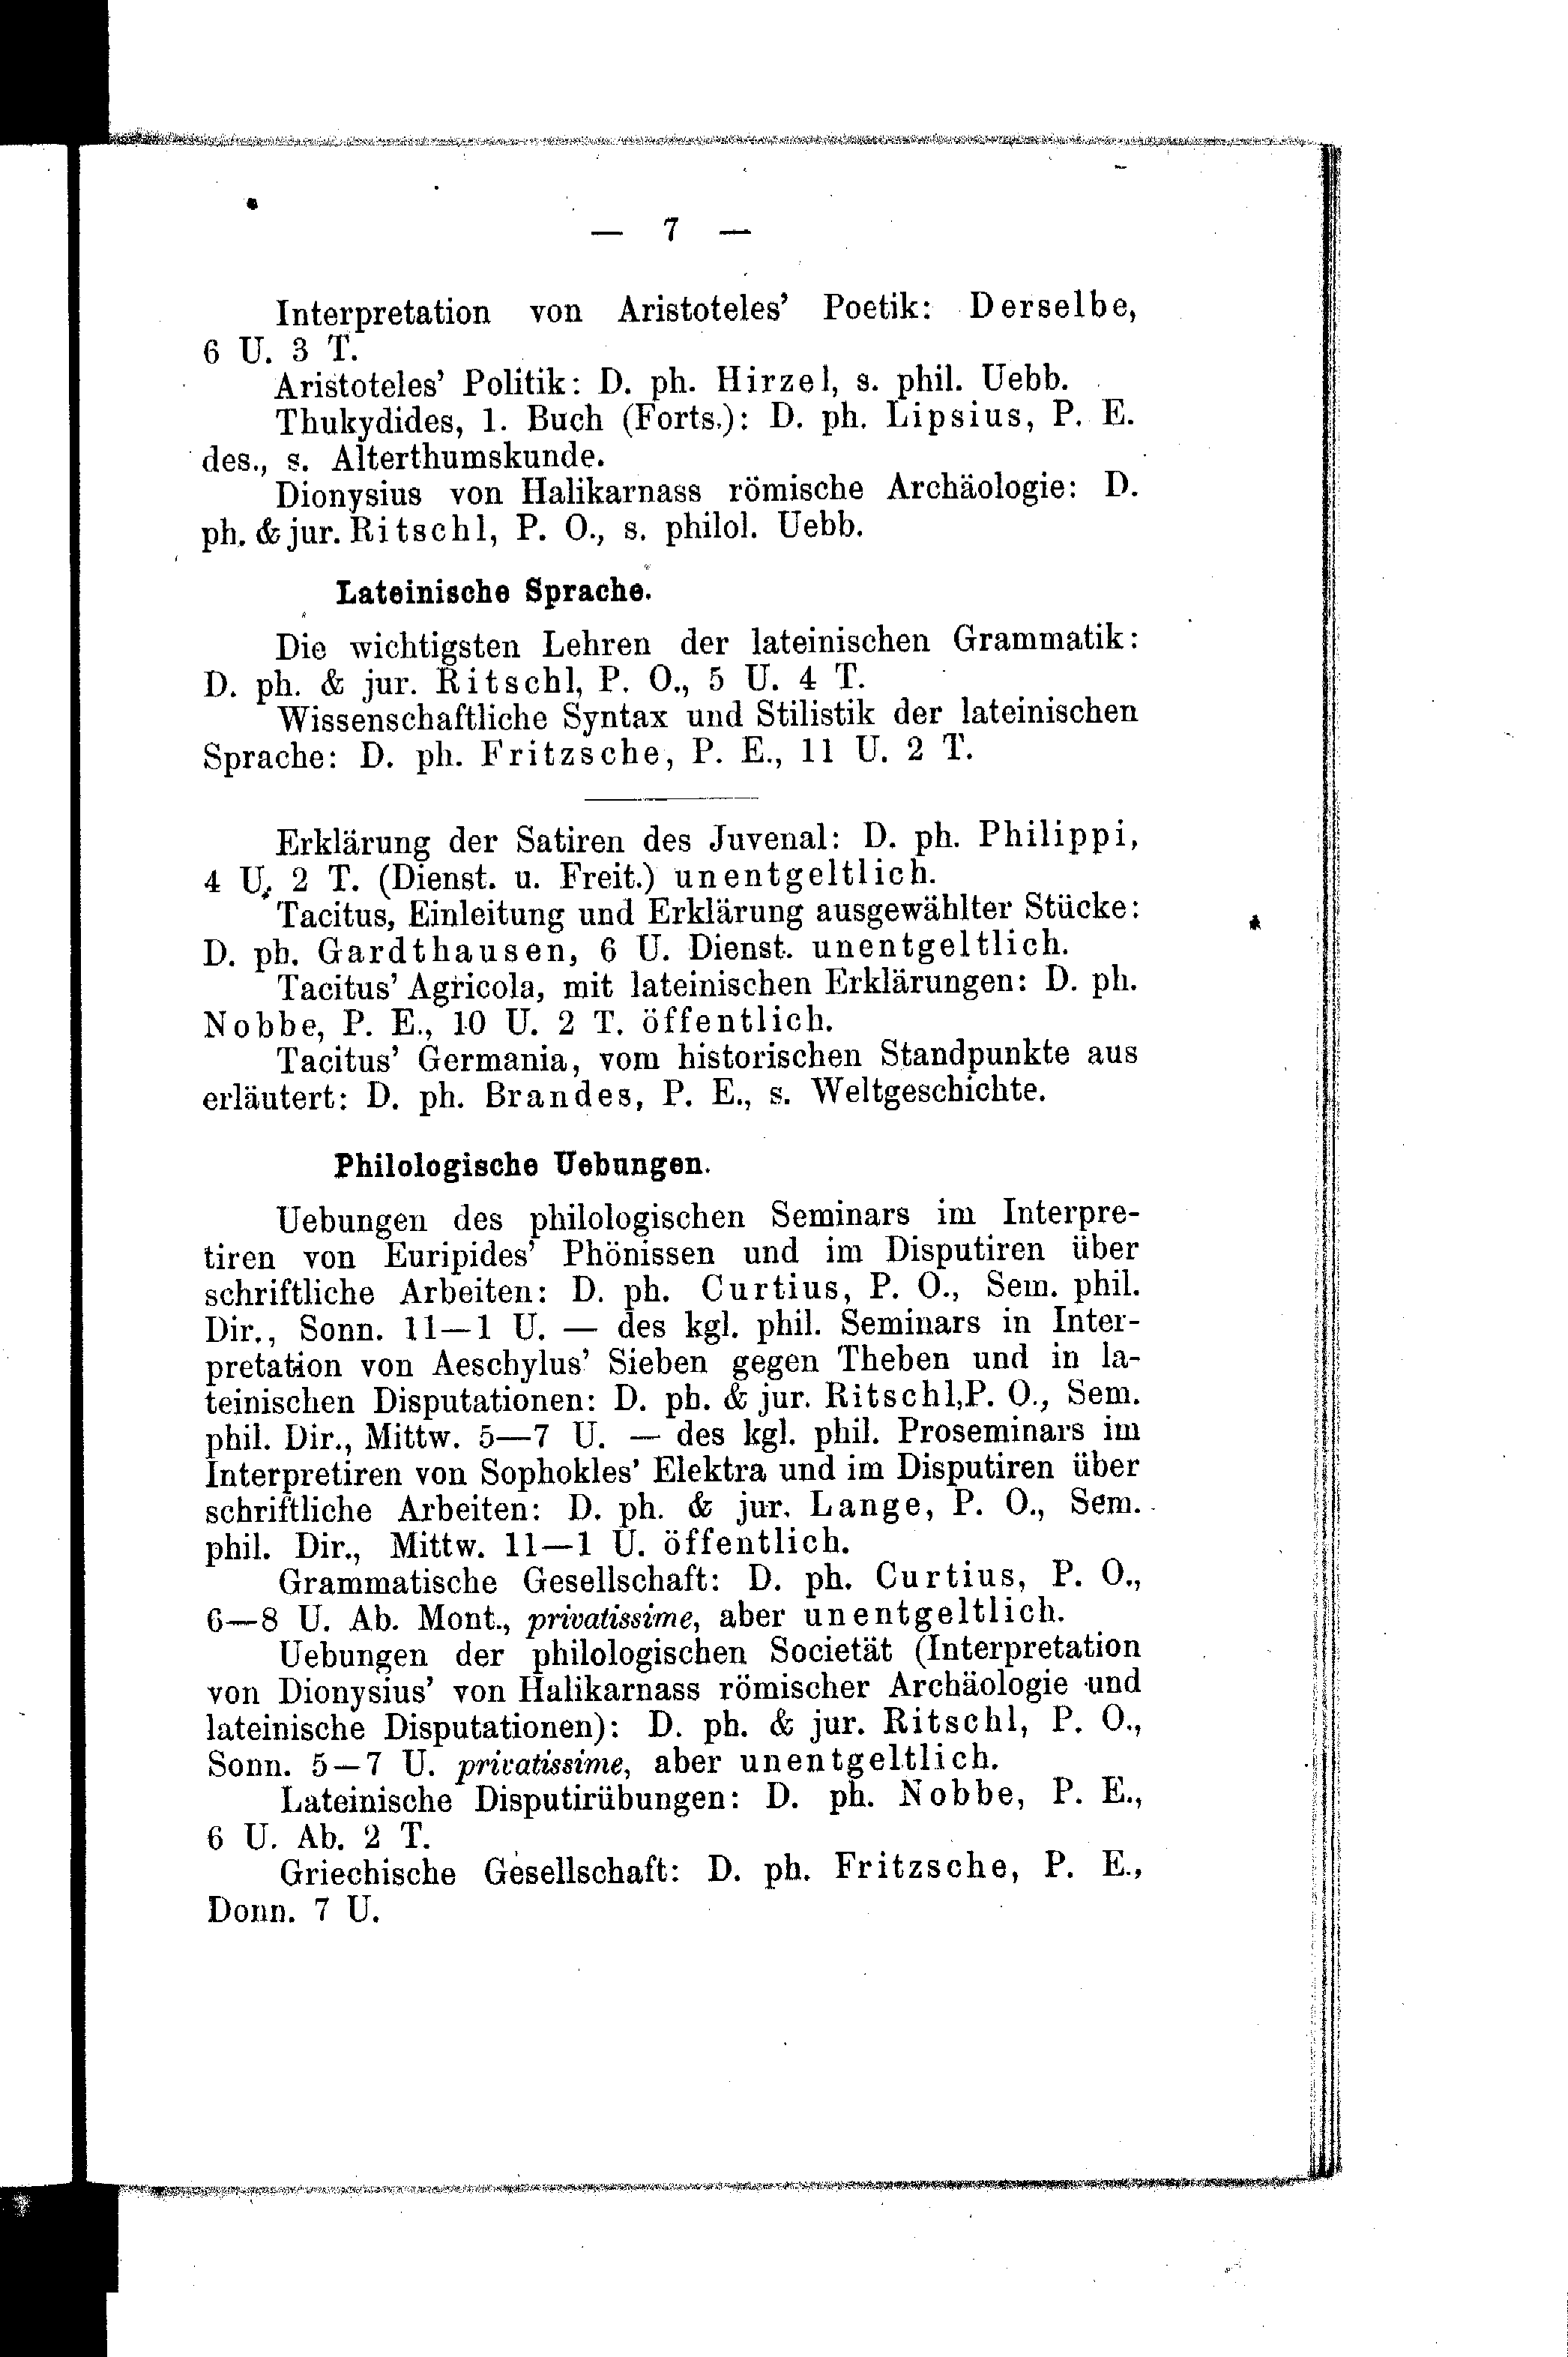 — 7 —
Interpretation von Aristoteles’ Poetik: Derselbe,
6 U. 3 T.
Aristoteles’ Politik: D. ph. Hirzel, s. phil. Uebb.
Thukydides, 1. Buch (Forts.): D. ph. Lipsius, P. E.
des., s. Alterthumskunde.
Dionysius von Halikarnass römische Archäologie: D.
ph. & jur. Ritschl, P. O., s. philol. Uebb.
Lateinische Sprache.
Die wichtigsten Lehren der lateinischen Grammatik:
D. ph. & jur. Ritschl, P. O., 5 U. 4 T.
Wissenschaftliche Syntax und Stilistik der lateinischen
Sprache: D. ph. Fritzsche, P. E., 11 U. 2 T.
Erklärung der Satiren des Juvenal: D. ph. Philippi,
4 U. 2 T. (Dienst. u. Freit.) unentgeltlich.
Tacitus, Einleitung und Erklärung ausgewählter Stücke:
D. ph. Gardthausen, 6 U. Dienst. unentgeltlich.
Tacitus’ Agricola, mit lateinischen Erklärungen: D. ph.
Nobbe, P. E., 10 U. 2 T. öffentlich.
Tacitus’ Germania, vom historischen Standpunkte aus
erläutert: D. ph. Brandes, P. E., s. Weltgeschichte.
Philologische Uebungen.
Uebungen des philologischen Seminars im Interpre-
tiren von Euripides’ Phönissen und im Disputiren über
schriftliche Arbeiten: D. ph. Curtius, P. O., Sem. phil.
Dir., Sonn. 11—1 U. — des kgl. phil. Seminars in Inter-
pretation von Aeschylus’ Sieben gegen Theben und in la-
teinischen Disputationen: D. ph. & jur. Ritschl, P. O., Sem.
phil. Dir., Mittw. 5—7 U. — des kgl. phil. Proseminars im
Interpretiren von Sophokles’ Elektra und im Disputiren über
schriftliche Arbeiten: D. ph. & jur. Lange, P. O., Sem.
phil. Dir., Mittw. 11—1 U. öffentlich.
Grammatische Gesellschaft: D. ph. Curtius, P. O.,
6—8 U. Ab. Mont., privatissime, aber unentgeltlich.
Uebungen der philologischen Societät (Interpretation
von Dionysius’ von Halikarnass römischer Archäologie und
lateinische Disputationen): D. ph. & jur. Ritschl, P. O.,
Sonn. 5—7 U. privatissime, aber unentgeltlich.
Lateinische Disputirübungen: D. ph. Nobbe, P. E.,
6 U. Ab. 2 T.
Griechische Gesellschaft: D. ph. Fritzsche, P. E.,
Donn. 7 U.